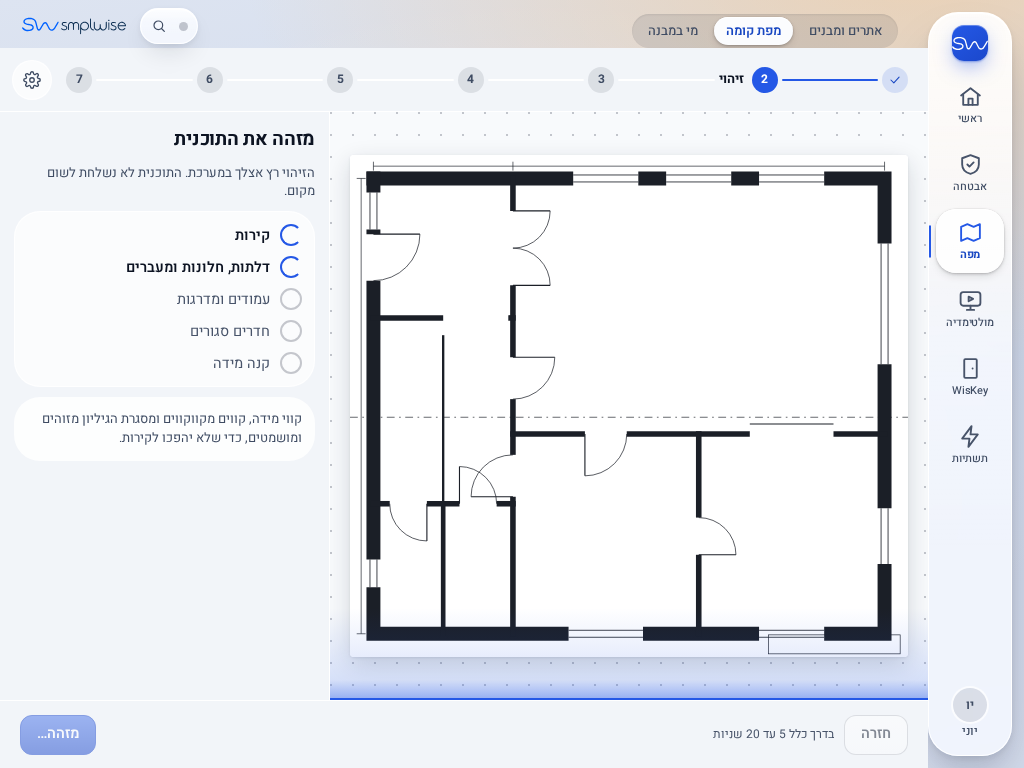 smplwise
אתרים ומבנים
מפת קומה
מי במבנה
2
זיהוי
3
4
5
6
7
SW
ראשי
אבטחה
מפה
מולטימדיה
WisKey
תשתיות
יו
יוני
מזהה את התוכנית
הזיהוי רץ אצלך במערכת. התוכנית לא נשלחת לשום
מקום.
קירות
דלתות, חלונות ומעברים
עמודים ומדרגות
חדרים סגורים
קנה מידה
קווי מידה, קווים מקווקווים ומסגרת הגיליון מזוהים
ומושמטים, כדי שלא יהפכו לקירות.
חזרה
בדרך כלל 5 עד 20 שניות
מזהה...